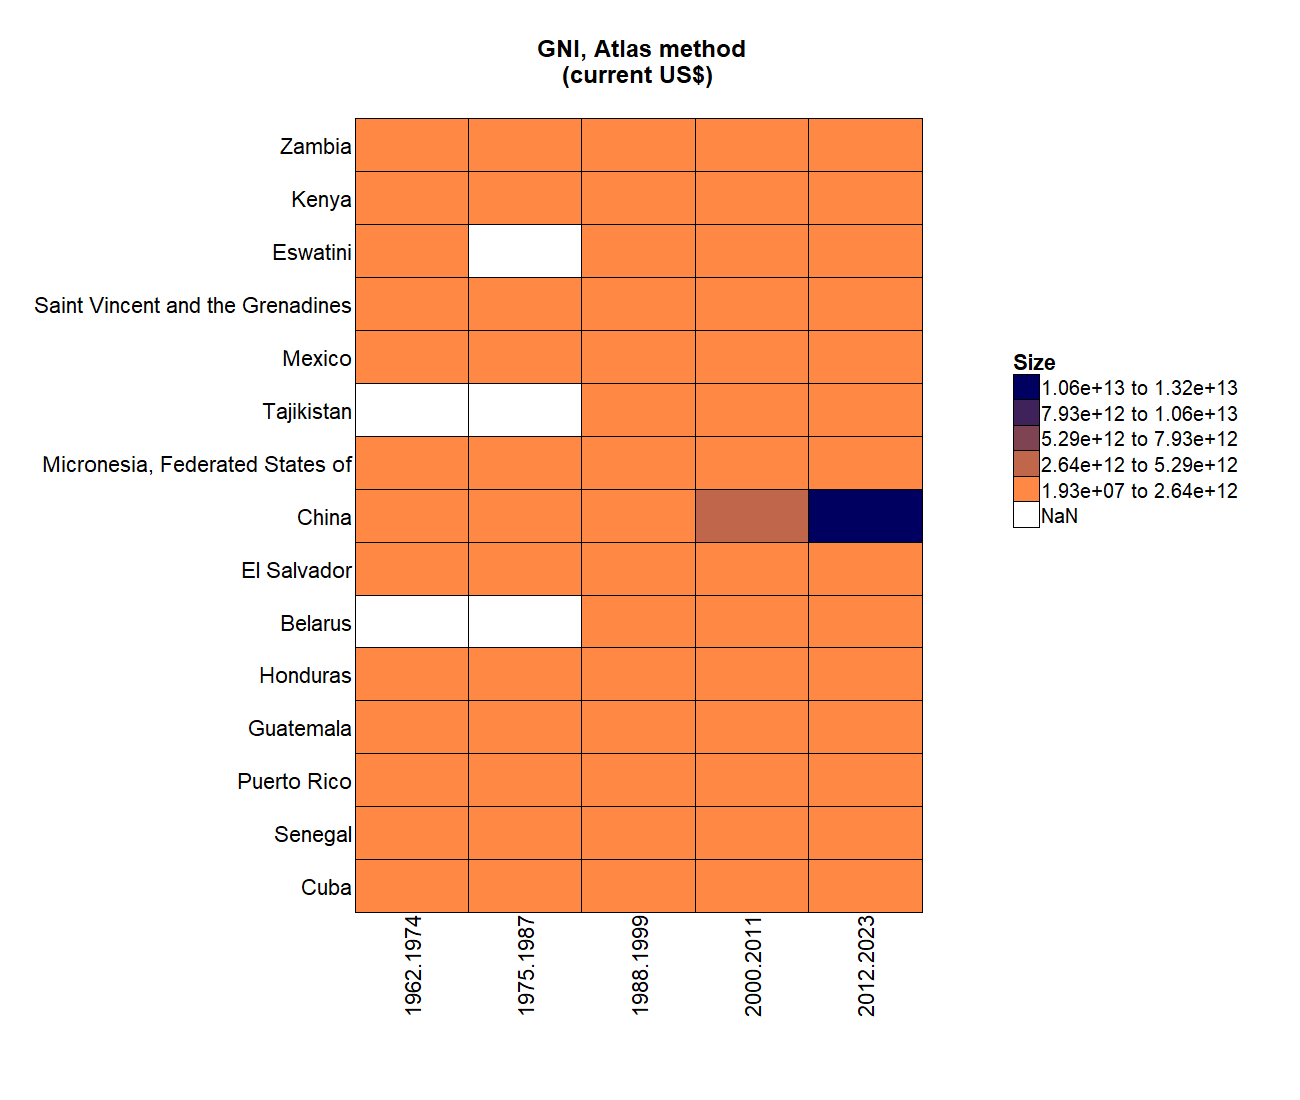 GNI, Atlas method
(current US$)
Zambia
Kenya
Eswatini
Saint Vincent and the Grenadines
Mexico
Tajikistan
Micronesia, Federated States of
China
El Salvador
Belarus
Honduras
Guatemala
Puerto Rico
Senegal
Cuba
1962.1974
1975.1987
1988.1999
2000.2011
2012.2023
Size
1.06e+13 to 1.32e+13
7.93e+12 to 1.06e+13
5.29e+12 to 7.93e+12
2.64e+12 to 5.29e+12
1.93e+07 to 2.64e+12
NaN